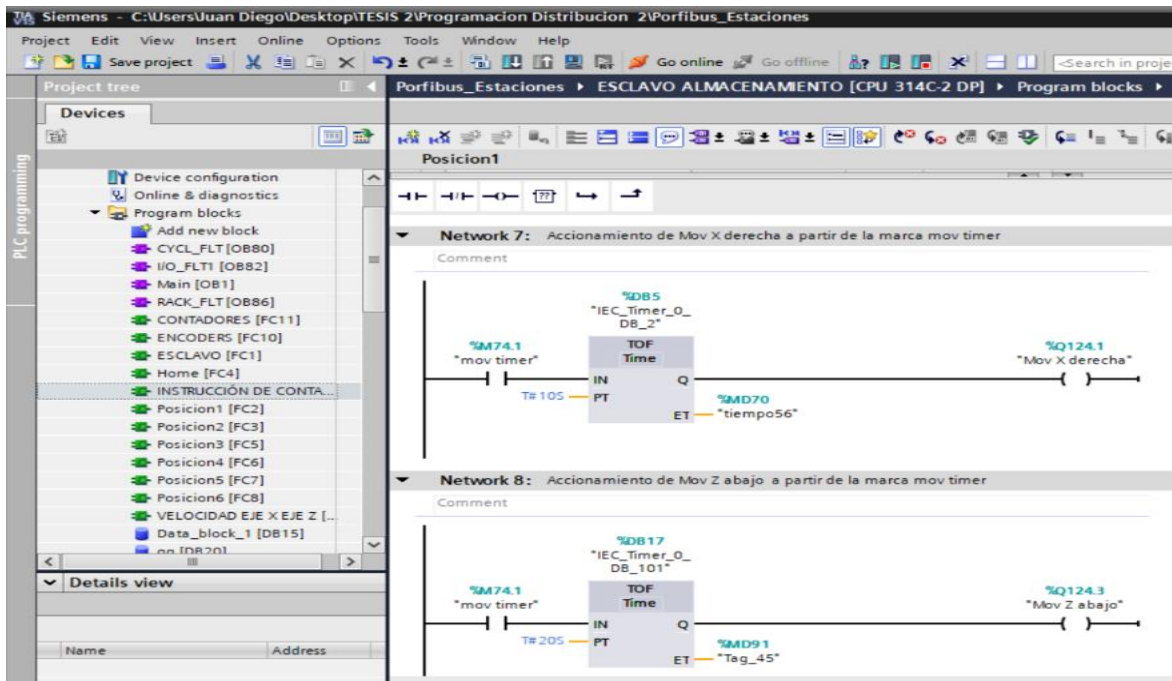 Siemens - C:\Users\Juan Diego\Desktop\TESIS 2\Programacion Distribucion 2\Porfibus_Estaciones
Project Edit View Insert Online Options Tools Window Help
Save project Go online Go offline <Search in proje
Project tree
Porfibus_Estaciones ESCLAVO ALMACENAMIENTO [CPU 314C-2 DP] Program blocks
Devices
PLC programming
Device configuration
Online & diagnostics
Program blocks
Add new block
CYCL_FLT [OB80]
I/O_FLT1 [OB82]
Main [OB1]
RACK_FLT [OB86]
CONTADORES [FC11]
ENCODERS [FC10]
ESCLAVO [FC1]
Home [FC4]
INSTRUCCIÓN DE CONTA...
Posicion1 [FC2]
Posicion2 [FC3]
Posicion3 [FC5]
Posicion4 [FC6]
Posicion5 [FC7]
Posicion6 [FC8]
VELOCIDAD EJE X EJE Z [...
Data_block_1 [DB15]
[DB20]
Details view
Name Address
Posicion1
??
Network 7: Accionamiento de Mov X derecha a partir de la marca mov timer
Comment
%DB5
"IEC_Timer_0_
DB_2"
%M74.1 TOF %Q124.1
"mov timer" Time "Mov X derecha"
IN Q
T#10S PT %MD70
ET "tiempo56"
Network 8: Accionamiento de Mov Z abajo a partir de la marca mov timer
Comment
%DB17
"IEC_Timer_0_
DB_101"
%M74.1 TOF %Q124.3
"mov timer" Time "Mov Z abajo"
IN Q
T#20S PT %MD91
ET "Tag_45"